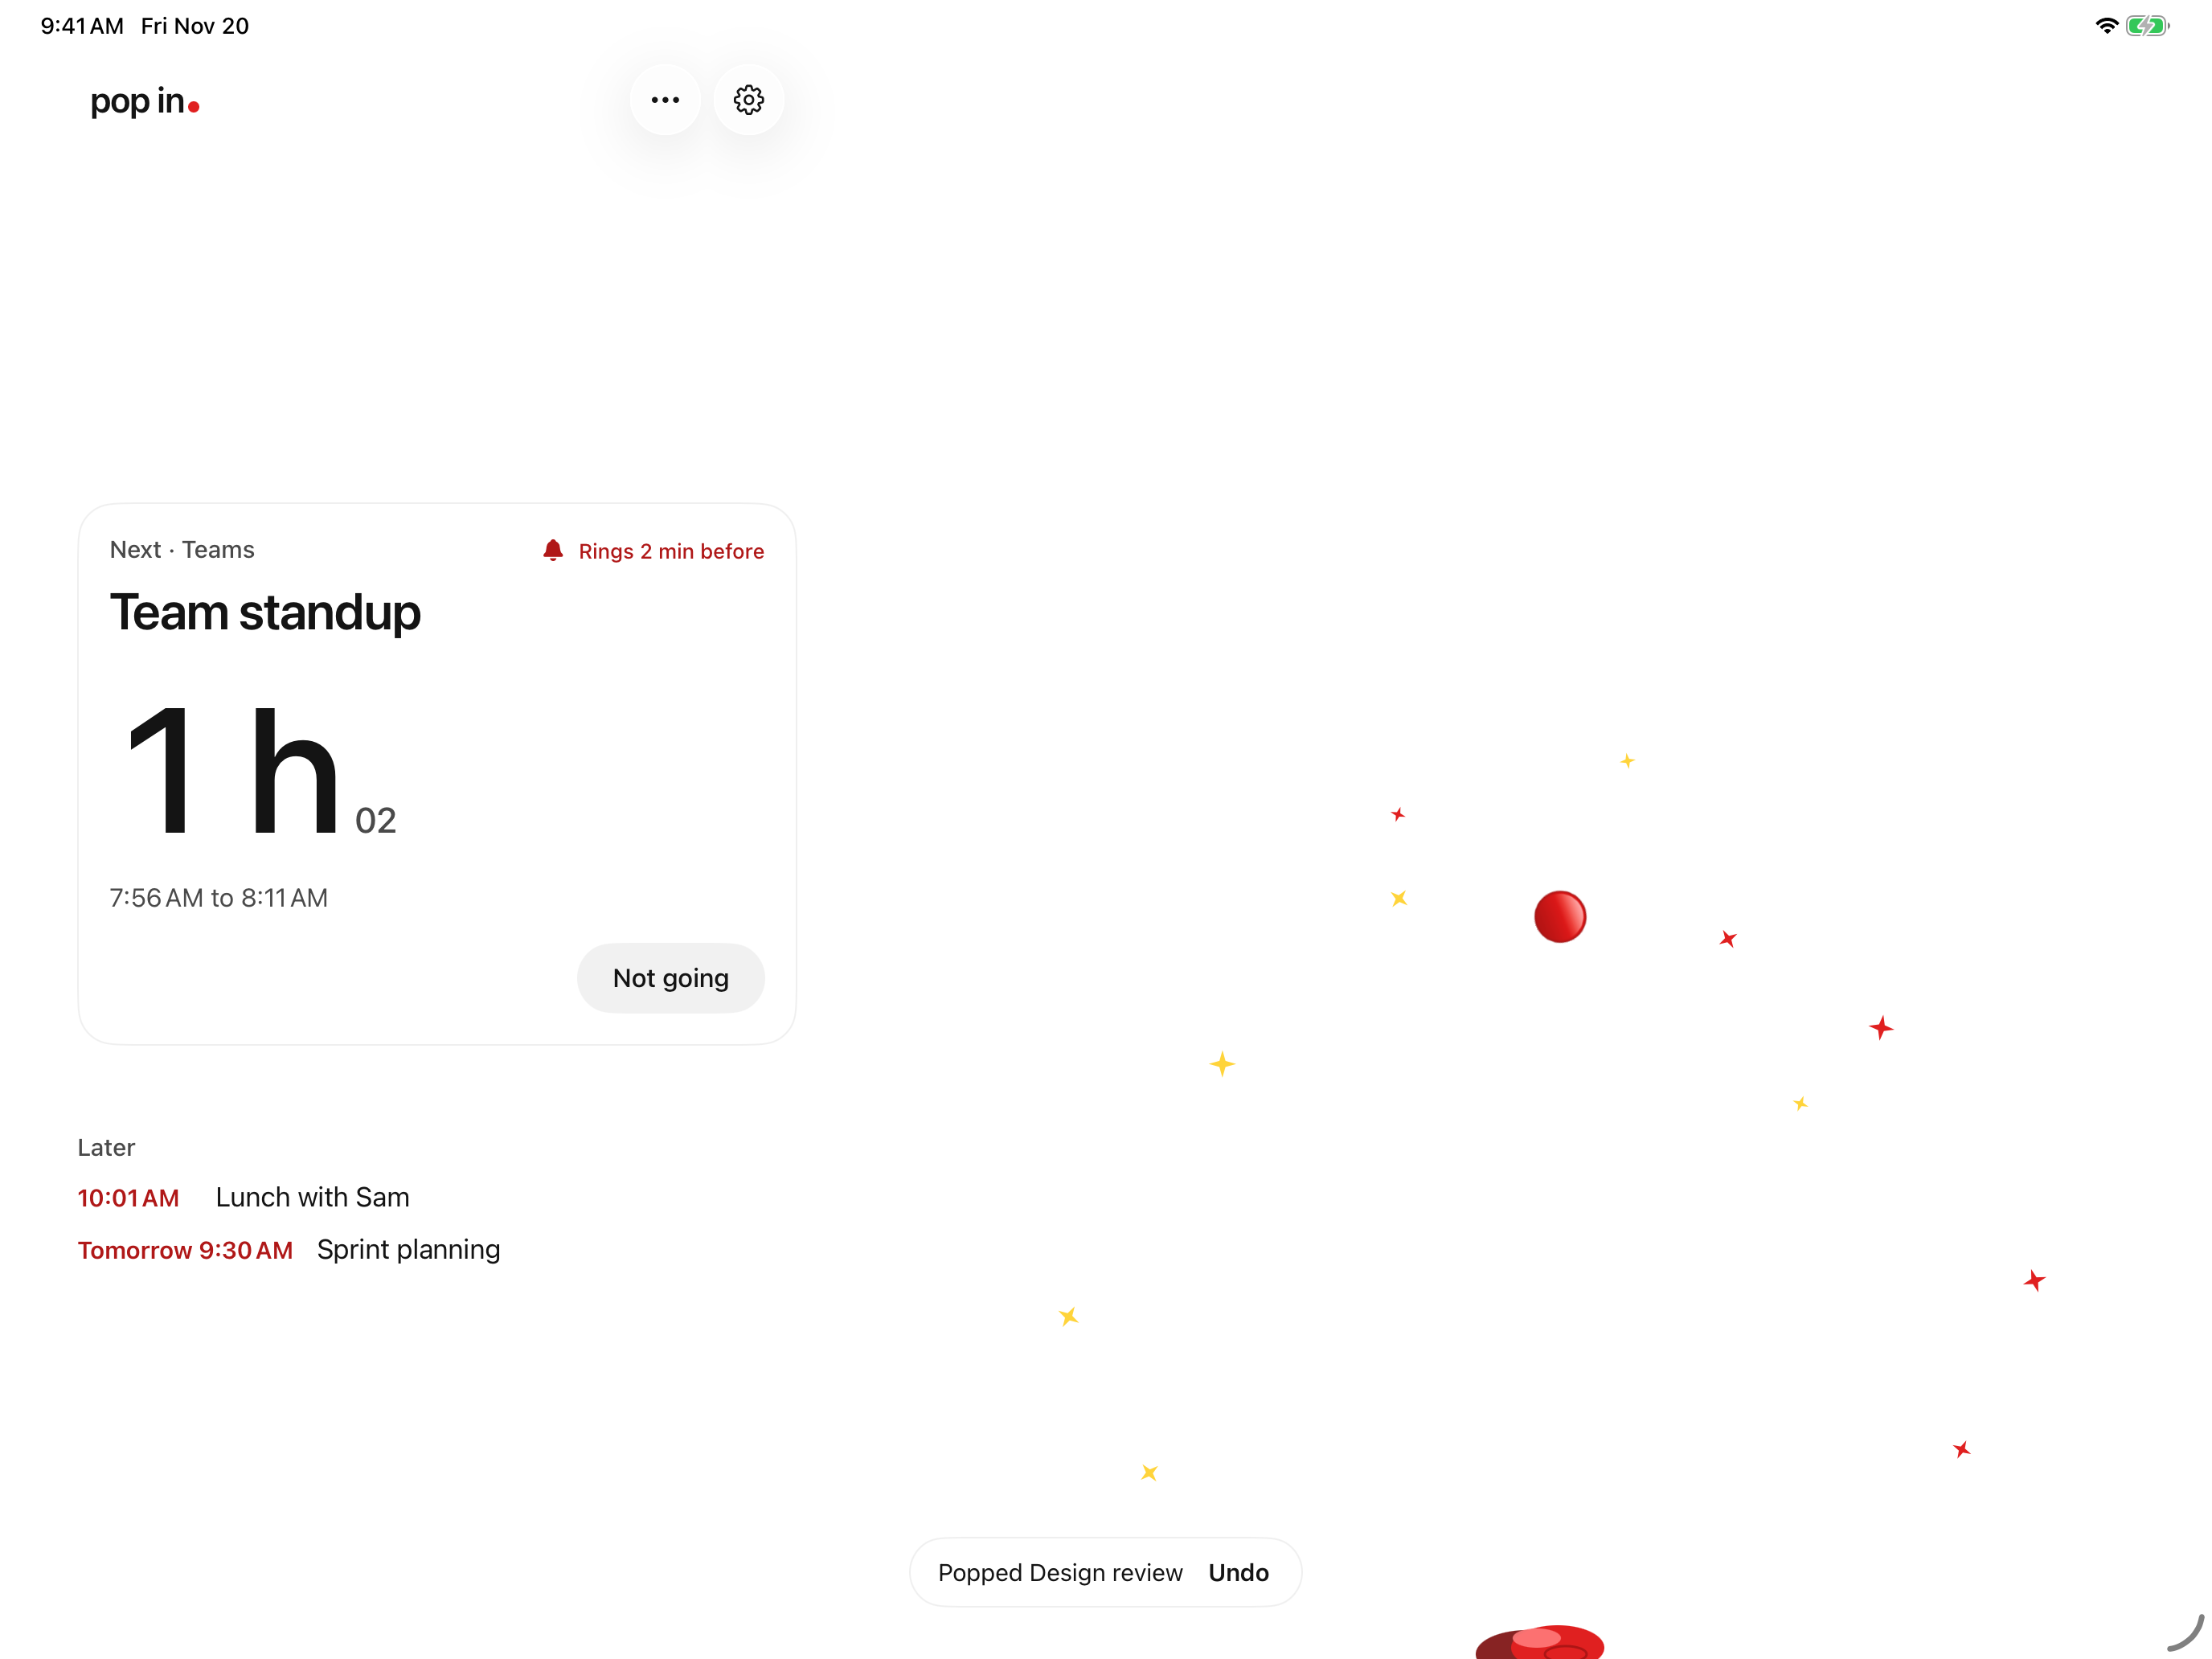 9:41 AM Fri Nov 20
pop in.
Next · Teams
Rings 2 min before
Team standup
1 h 02
7:56 AM to 8:11 AM
Not going
Later
10:01 AM Lunch with Sam
Tomorrow 9:30 AM Sprint planning
Popped Design review Undo